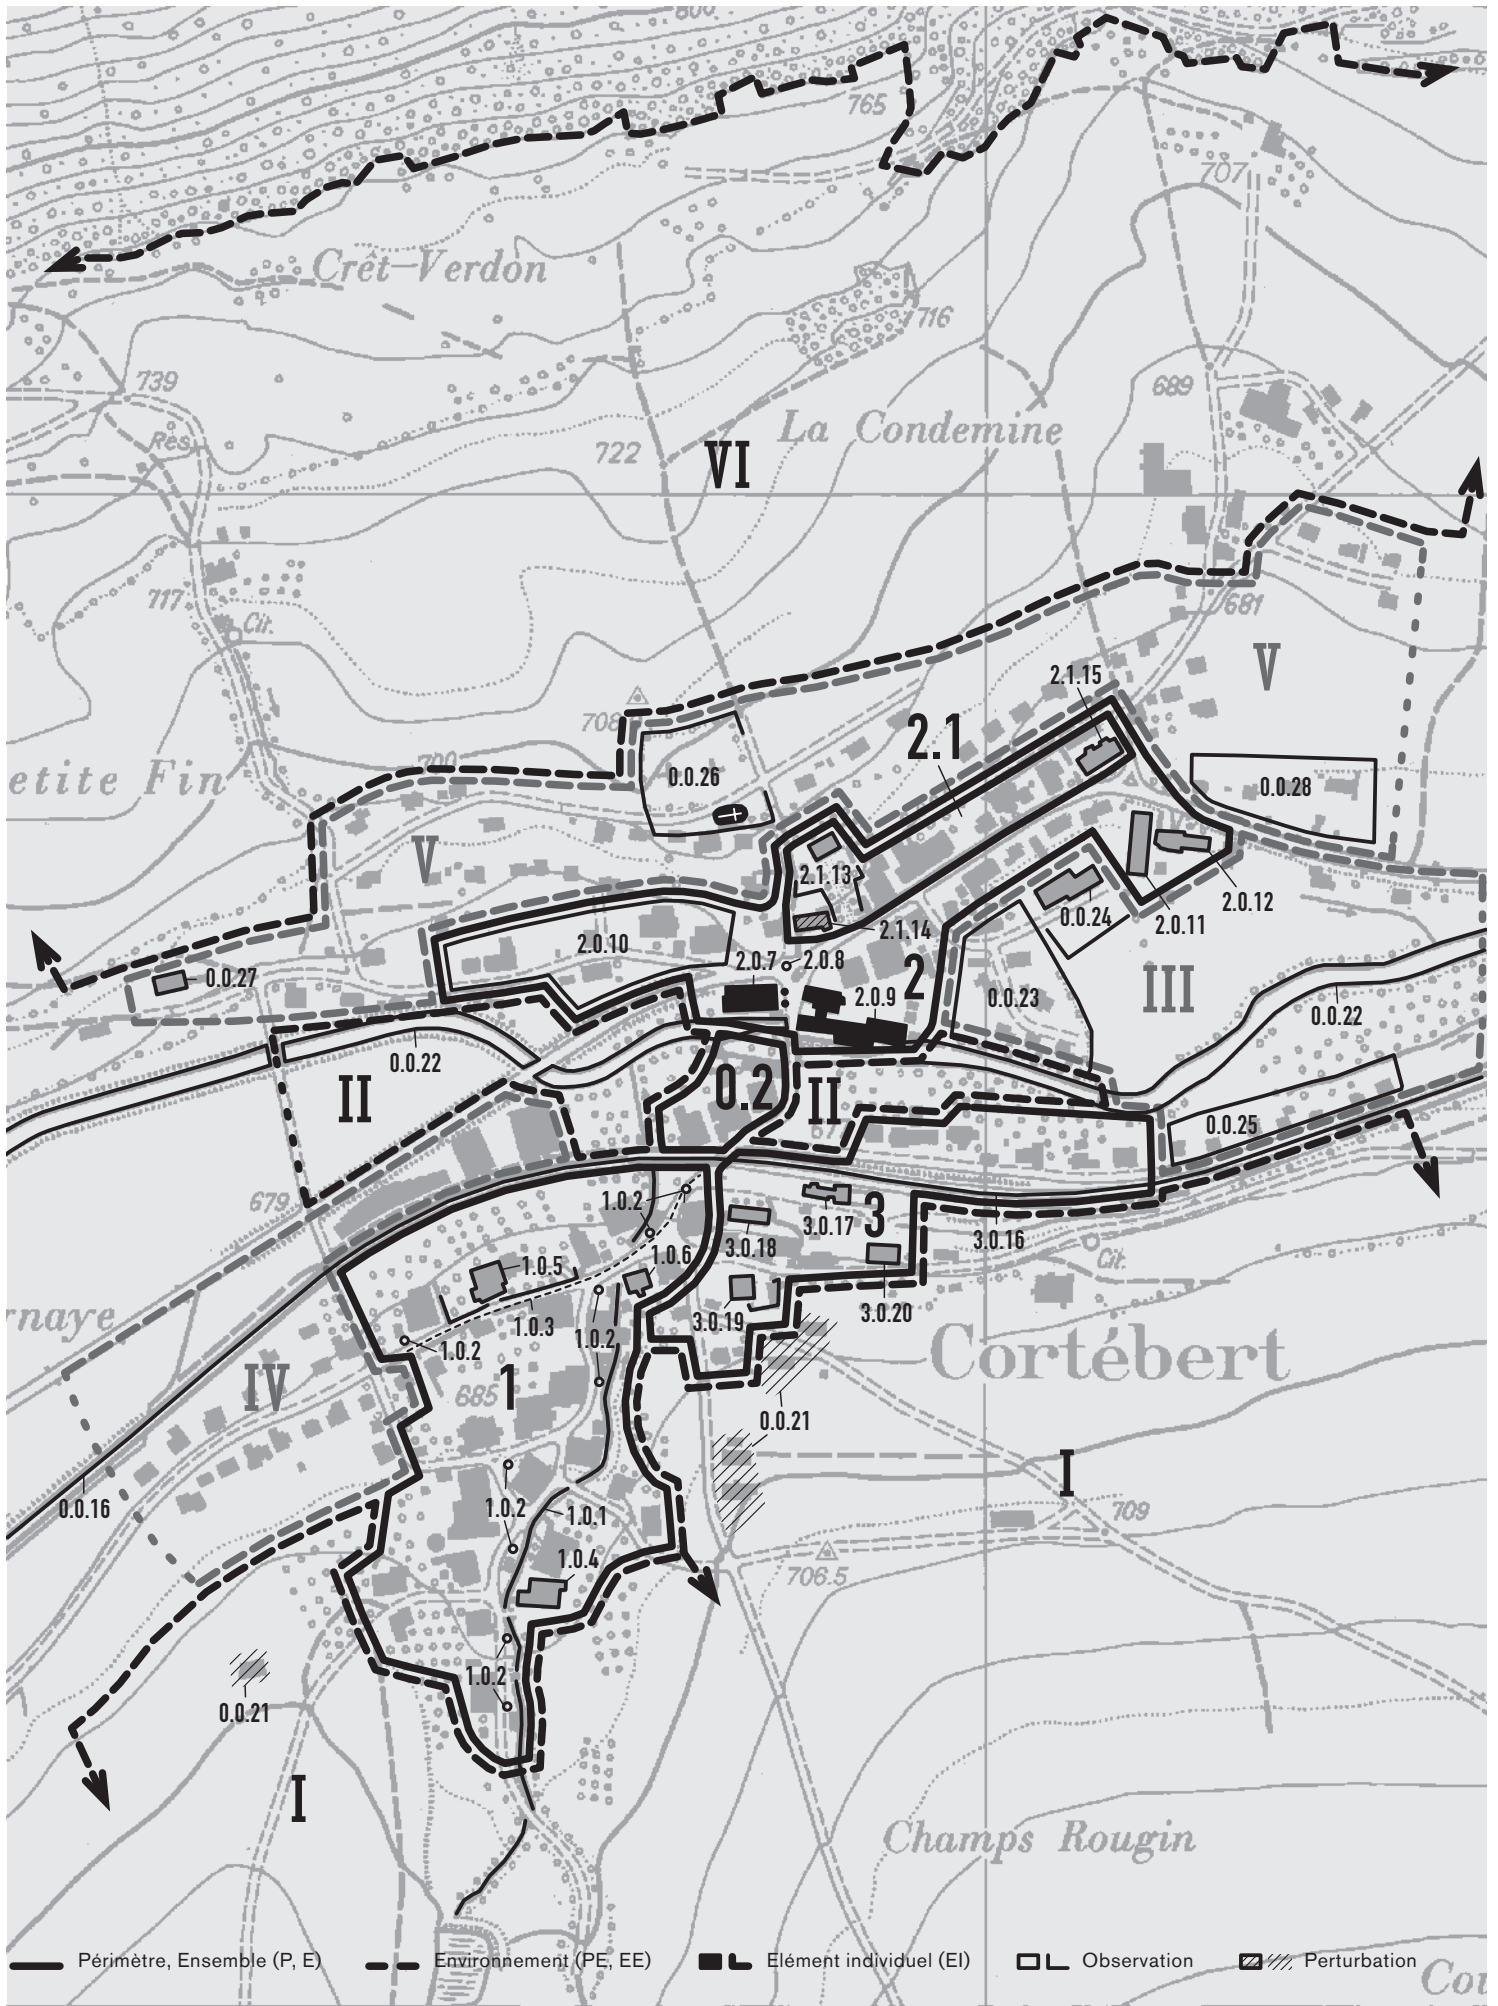 800
765
707
Crêt-Verdon
716
739
689
Rés.
La Condemine
722
VI
717
681
Cit.
V
2.1.15
708
2.1
etite Fin
700
0.0.26
0.0.28
V
2.1.13
0.0.24
2.0.12
2.0.11
2.1.14
2.0.10
2.0.7
2.0.8
2
0.0.27
III
2.0.9
0.0.23
0.0.22
0.0.22
II
0.2
II
67
0.0.25
679
1.0.2
3
3.0.17
3.0.18
3.0.16
1.0.6
1.0.5
Cit.
rnaye
3.0.19
3.0.20
1.0.3
1.0.2
1.0.2
Cortébert
IV
685
1
0.0.21
I
0.0.16
1.0.2
1.0.1
709
1.0.4
706.5
1.0.2
0.0.21
I
Champs Rougin
Périmètre, Ensemble (P, E)
Environnement (PE, EE)
Elément individuel (EI)
Observation
Perturbation
Cou